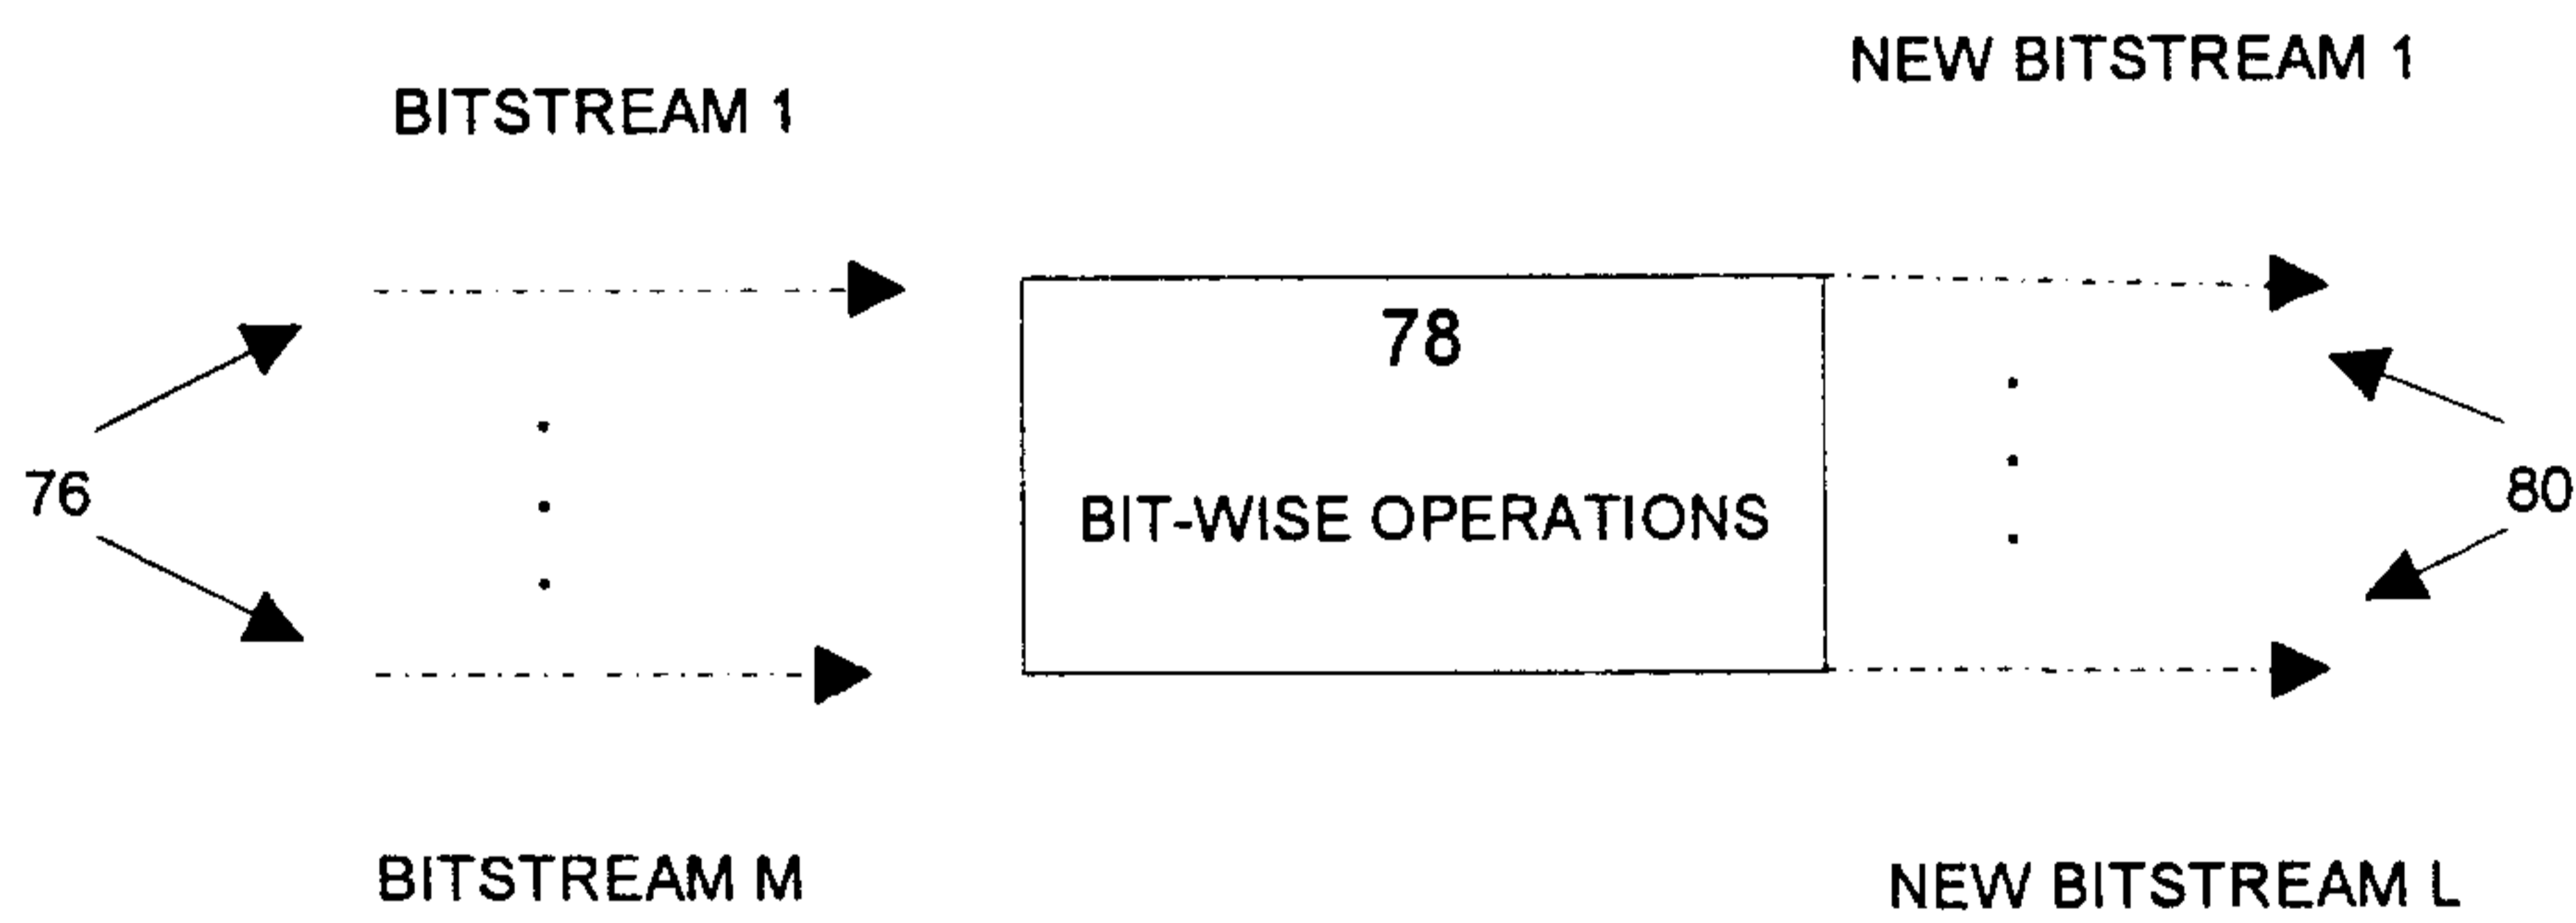 NEW BITSTREAM 1
BITSTREAM 1
78
76
BIT-WISE OPERATIONS
80
BITSTREAM M
NEW BITSTREAM L